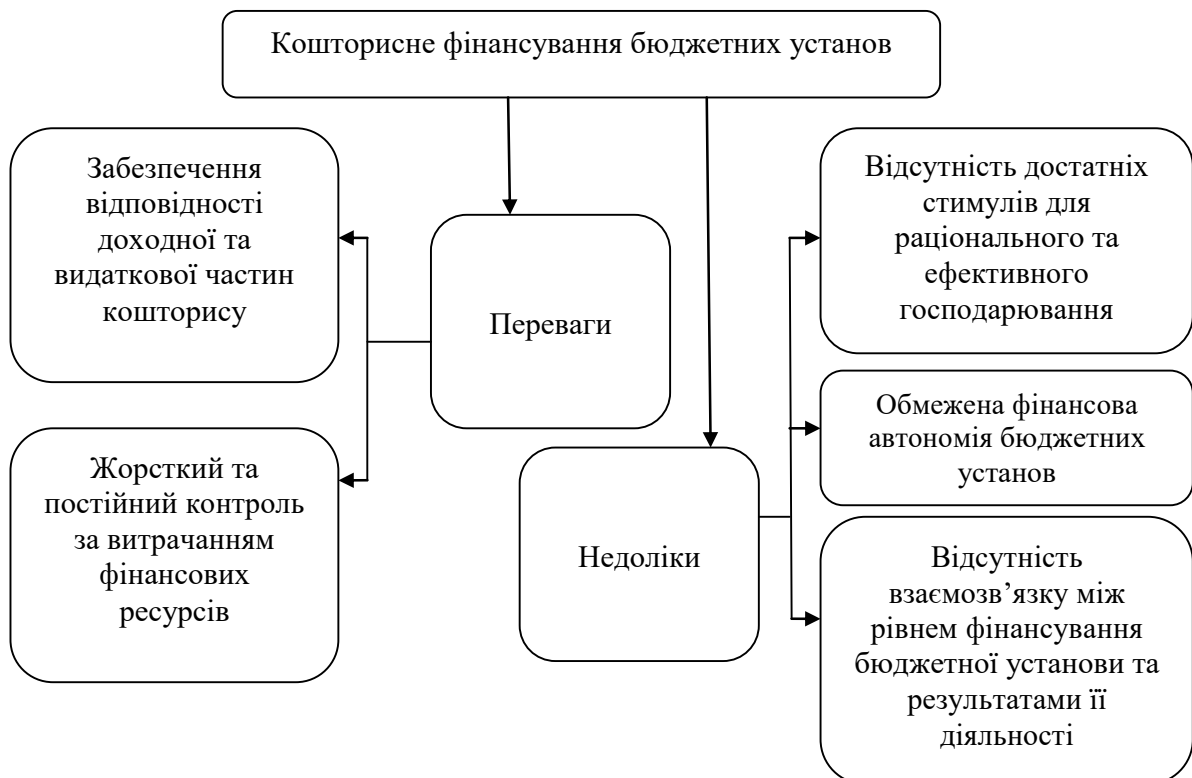 Кошторисне фінансування бюджетних установ
Забезпечення
відповідності
доходної та
видаткової частин
кошторису
Жорсткий та
постійний контроль
за витрачанням
фінансових
ресурсів
Переваги
Недоліки
Відсутність достатніх
стимулів для
раціонального та
ефективного
господарювання
Обмежена фінансова
автономія бюджетних
установ
Відсутність
взаємозв’язку між
рівнем фінансування
бюджетної установи та
результатами її
діяльності